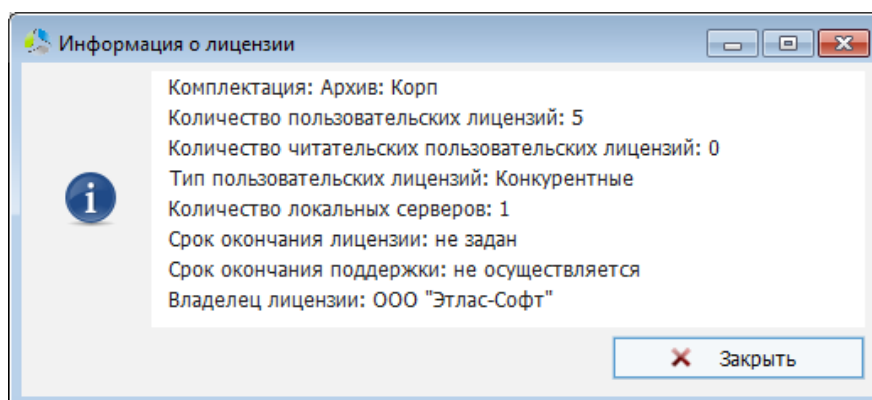 Информация о лицензии
Комплектация: Архив: Корп
Количество пользовательских лицензий: 5
Количество читательских пользовательских лицензий: 0
Тип пользовательских лицензий: Конкурентные
Количество локальных серверов: 1
Срок окончания лицензии: не задан
Срок окончания поддержки: не осуществляется
Владелец лицензии: ООО "Этлас-Софт"
Закрыть